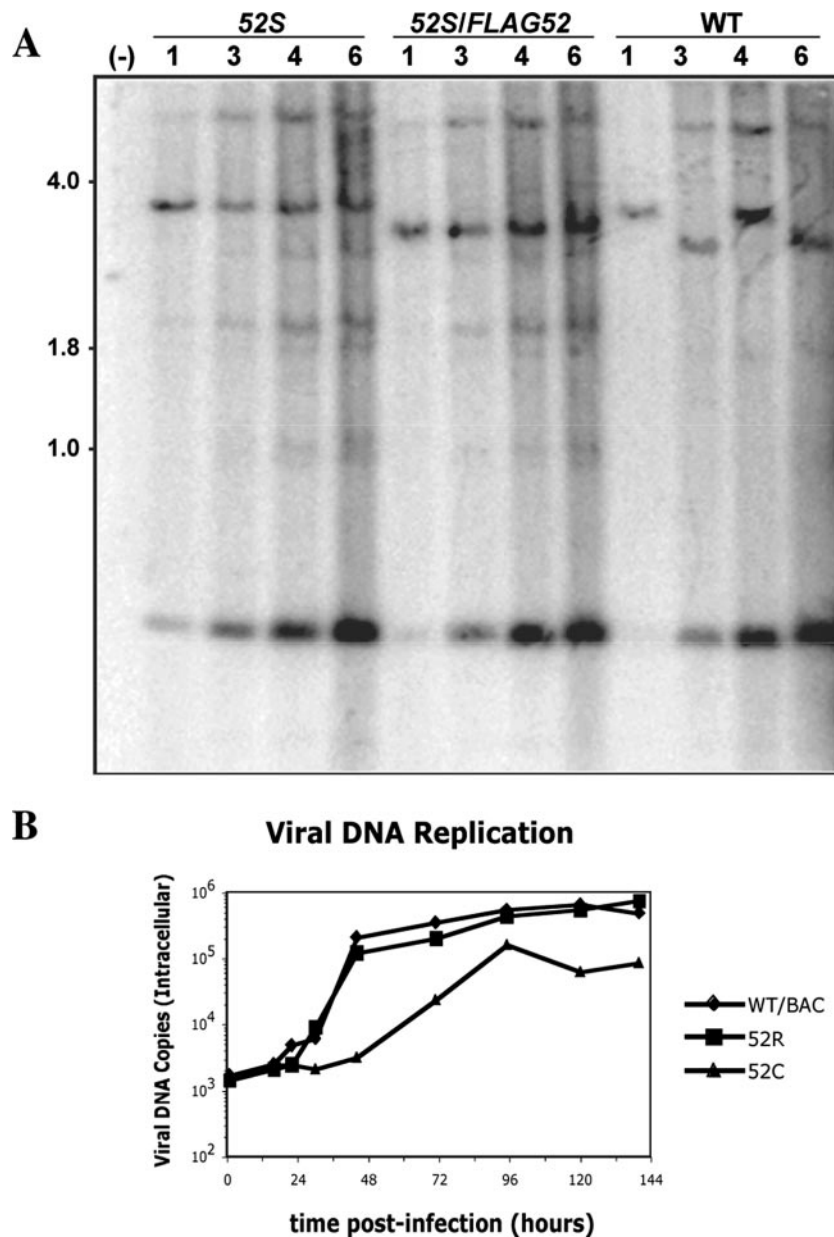 A
52S 52S/FLAG52 WT
(-) 1 3 4 6 1 3 4 6 1 3 4 6
4.0
1.8
1.0
B
Viral DNA Replication
Viral DNA Copies (Intracellular)
10^6
10^5
10^4
10^3
10^2
0 24 48 72 96 120 144
time post-infection (hours)
WT/BAC
52R
52C